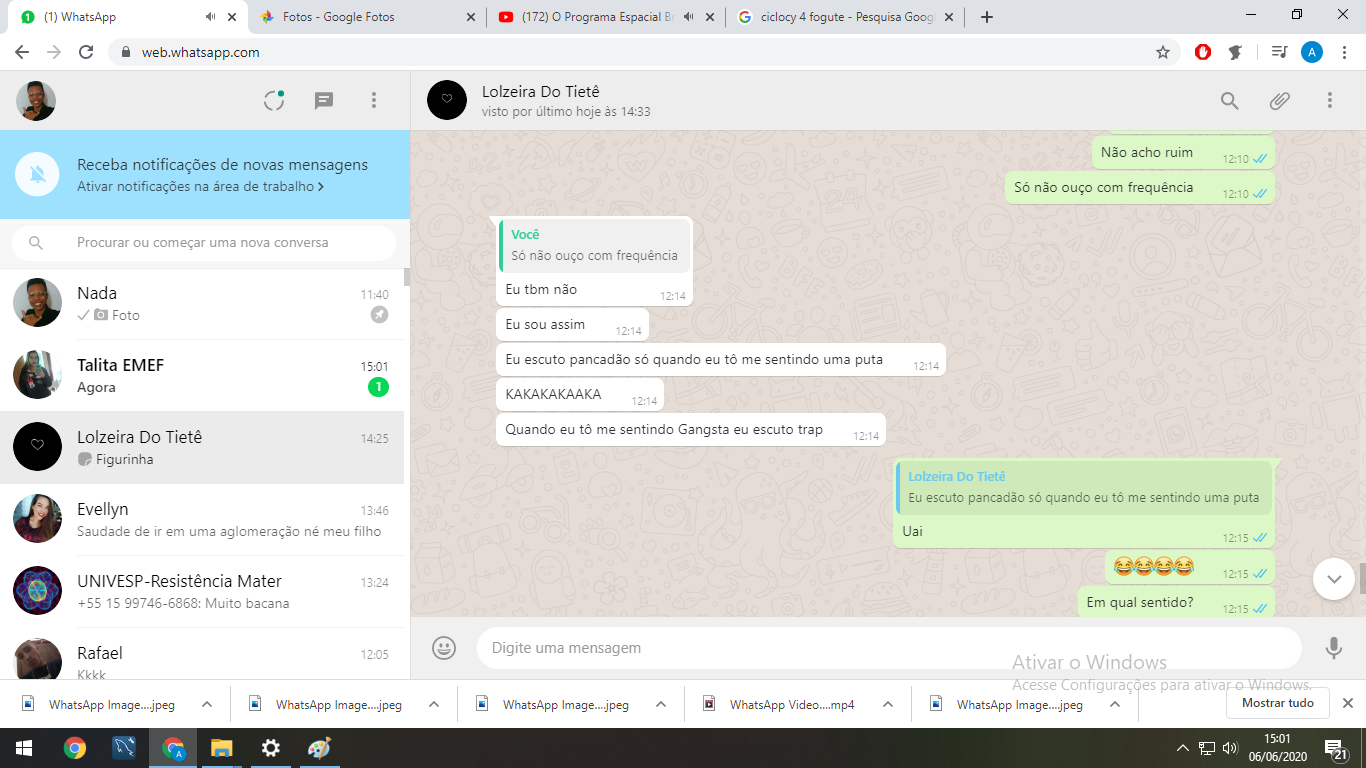 (1) WhatsApp
Fotos - Google Fotos
(172) O Programa Espacial Br
ciclocy 4 fogute - Pesquisa Goog
web.whatsapp.com
A
Lolzeira Do Tietê
visto por último hoje às 14:33
Receba notificações de novas mensagens
Ativar notificações na área de trabalho
Procurar ou começar uma nova conversa
Nada 11:40
Foto
Talita EMEF 15:01
Agora 1
Lolzeira Do Tietê 14:25
Figurinha
Evellyn 13:46
Saudade de ir em uma aglomeração né meu filho
UNIVESP-Resistência Mater 13:24
+55 15 99746-6868: Muito bacana
Rafael 12:05
Kkkk
Não acho ruim 12:10
Só não ouço com frequência 12:10
Você
Só não ouço com frequência
Eu tbm não 12:14
Eu sou assim 12:14
Eu escuto pancadão só quando eu tô me sentindo uma puta 12:14
KAKAKAKAAKA 12:14
Quando eu tô me sentindo Gangsta eu escuto trap 12:14
Lolzeira Do Tietê
Eu escuto pancadão só quando eu tô me sentindo uma puta
Uai 12:15
😂😂😂😂 12:15
Em qual sentido? 12:15
Digite uma mensagem
Ativar o Windows
Acesse Configurações para ativar o Windows.
WhatsApp Image....jpeg
WhatsApp Image....jpeg
WhatsApp Image....jpeg
WhatsApp Video....mp4
WhatsApp Image....jpeg
Mostrar tudo
A
15:01
06/06/2020
21